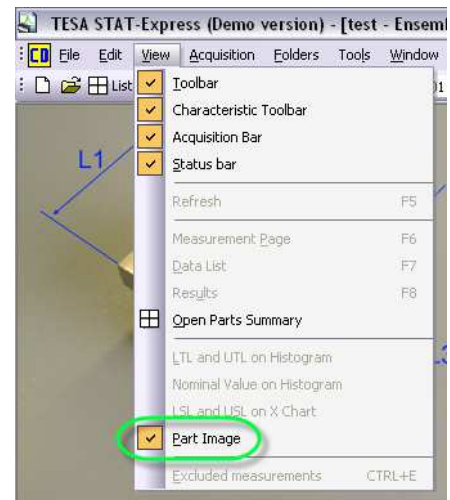 TESA STAT-Express (Demo version) - [test - Ensem
CD File Edit View Acquisition Folders Tools Window
List
Toolbar
Characteristic Toolbar
Acquisition Bar
Status bar
Refresh F5
Measurement Page F6
Data List F7
Results F8
Open Parts Summary
LTL and UTL on Histogram
Nominal Value on Histogram
LSL and USL on X Chart
Part Image
Excluded measurements CTRL+E
L1